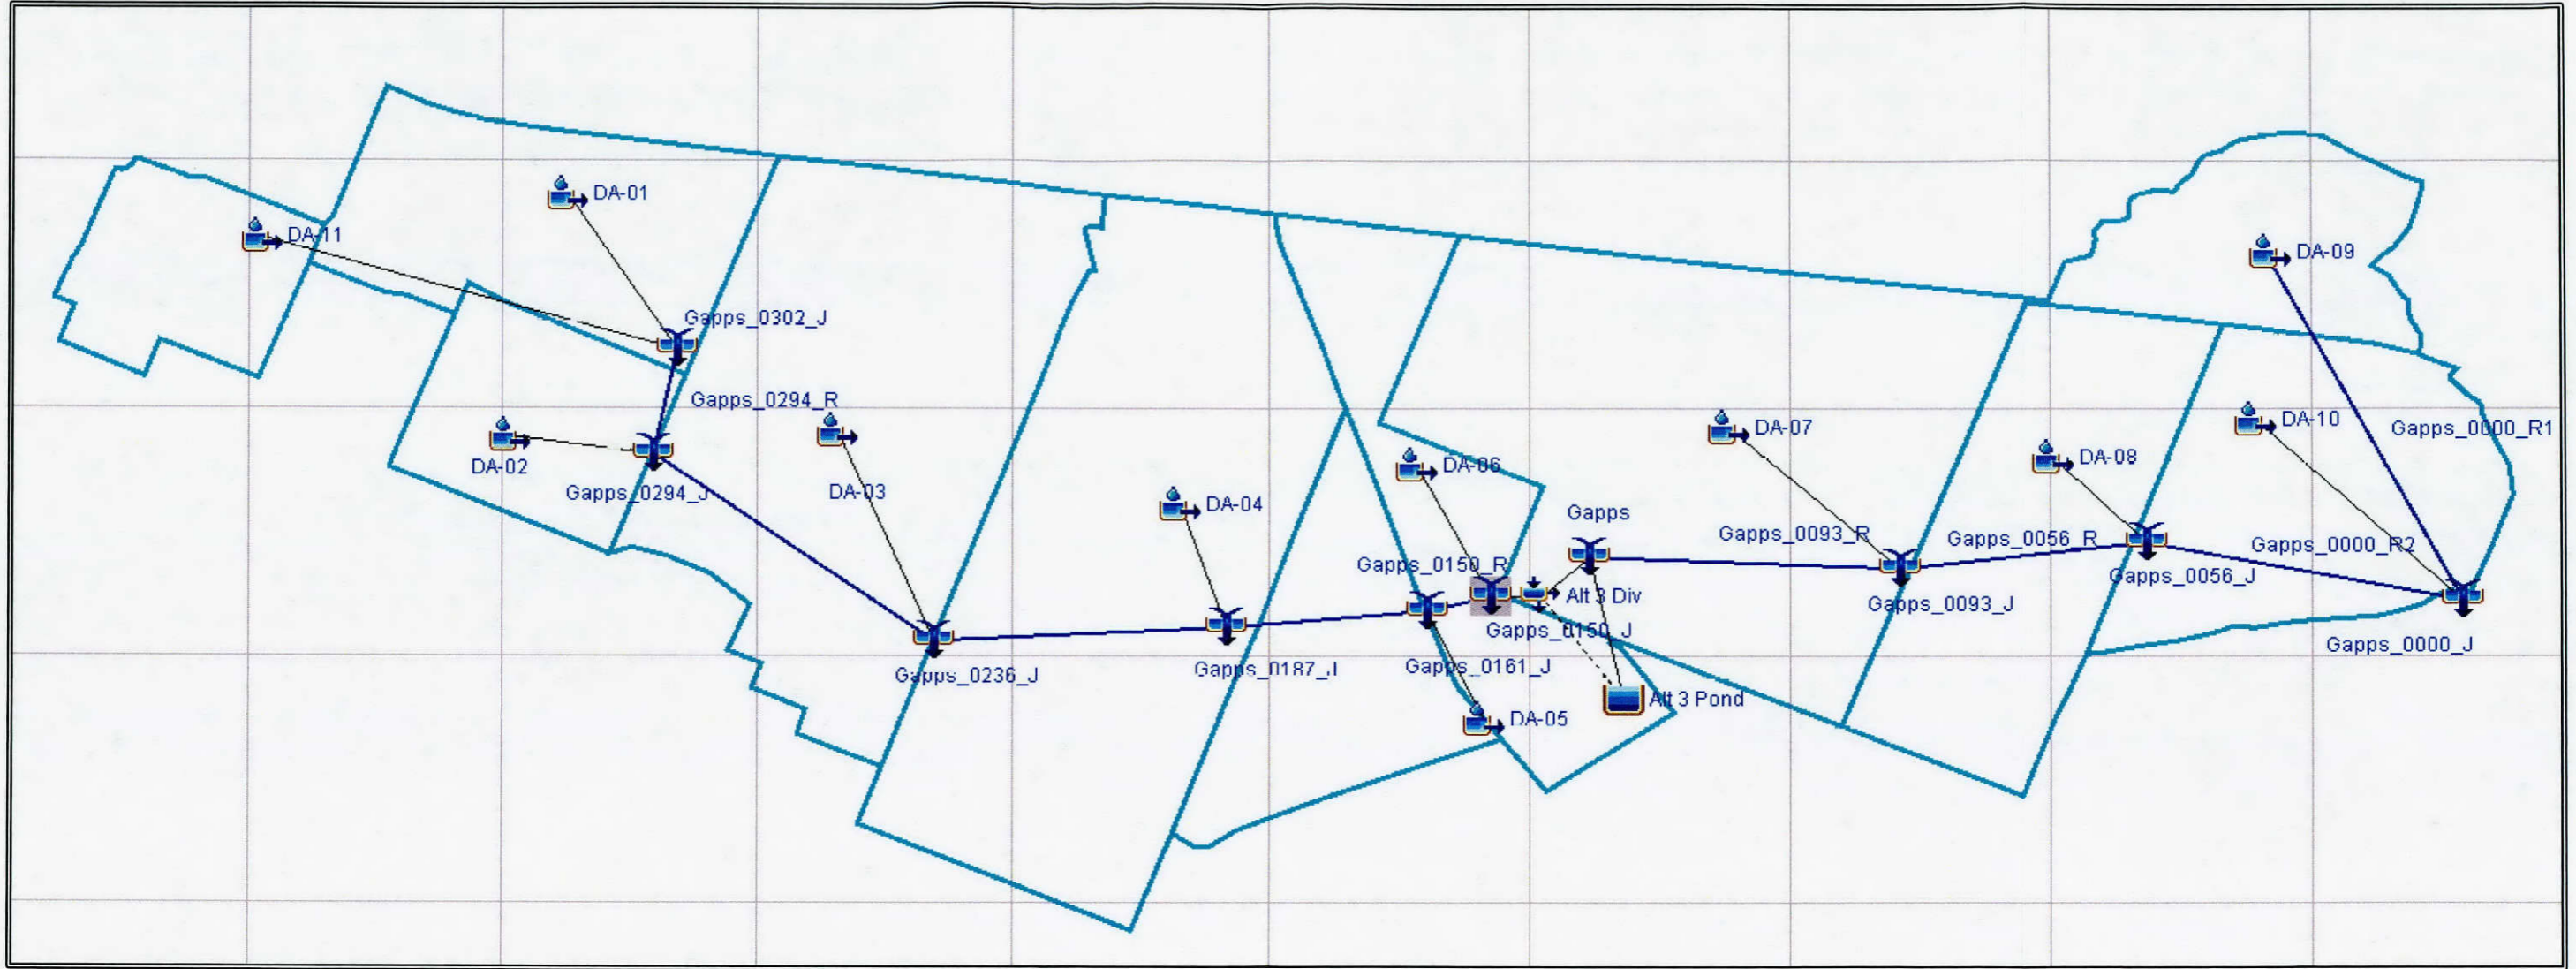 DA-01
DA-11
DA-09
Gapps_0302_J
Gapps_0294_R
DA-10
DA-07
Gapps_0000_R1
DA-02
DA-06
DA-08
Gapps_0294_J
DA-03
DA-04
Gapps
Gapps_0093_R
Gapps_0056_R
Gapps_0000_R2
Gapps_0150_R
Gapps_0056_J
Alt 3 Div
Gapps_0093_J
Gapps_0150_J
Gapps_0000_J
Gapps_0236_J
Gapps_0187_J
Gapps_0161_J
Alt 3 Pond
DA-05